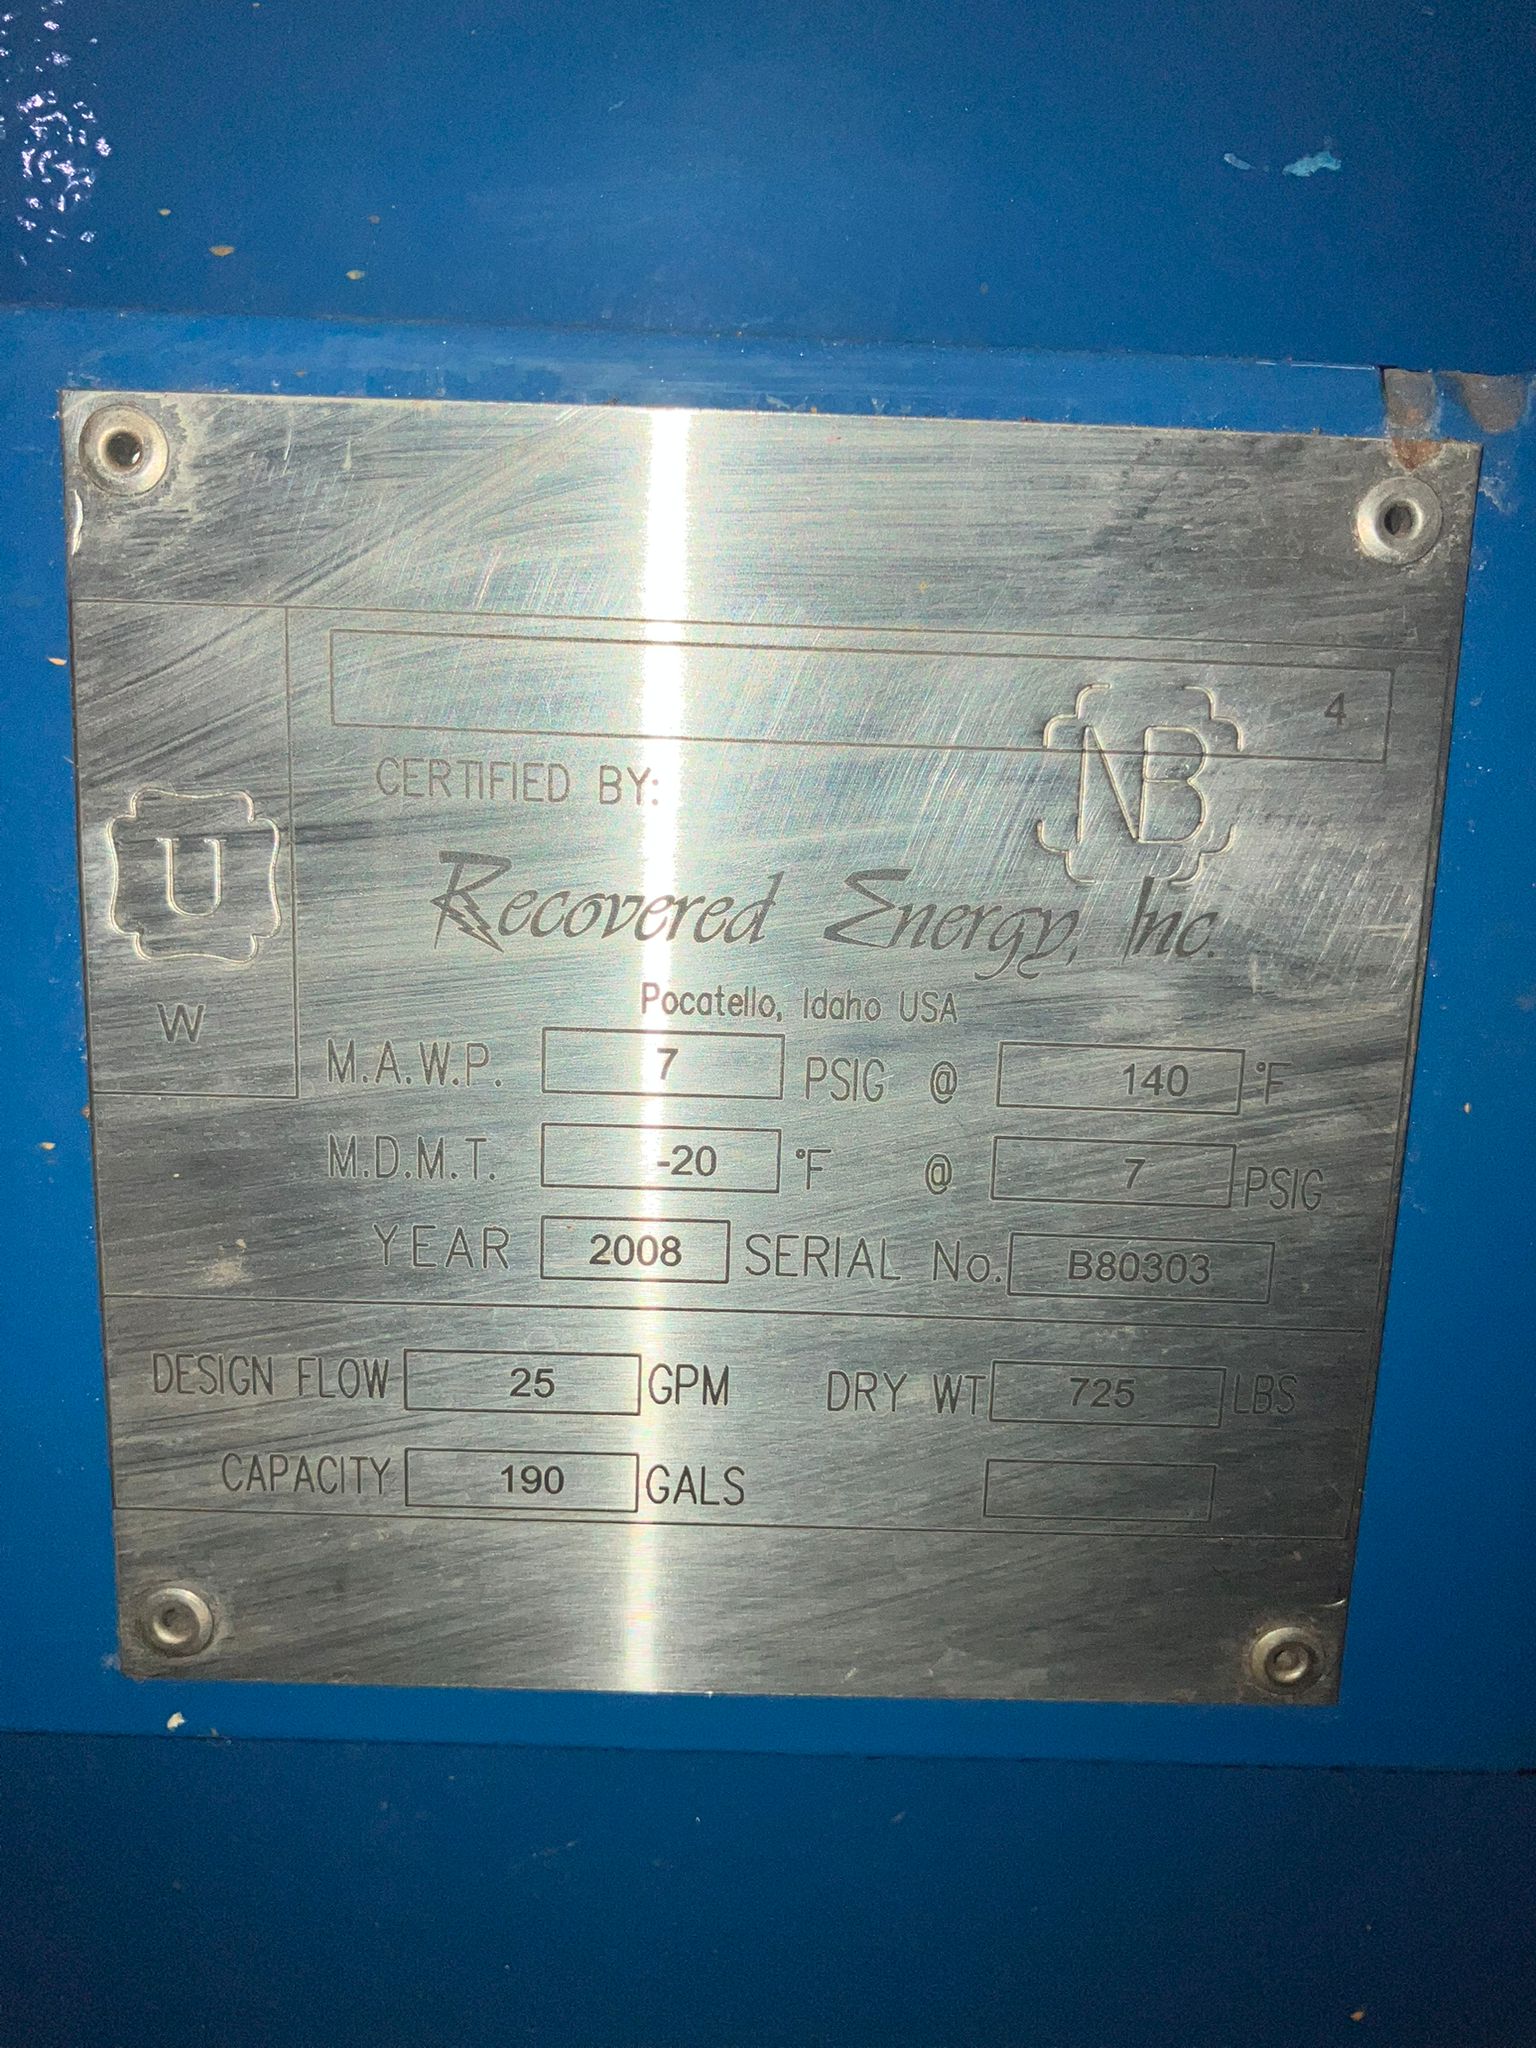 4
NB
CERTIFIED BY:
U
Recovered Energy, Inc.
Pocatello, Idaho USA
W
M.A.W.P. 7 PSIG @ 140 °F
M.D.M.T. -20 °F @ 7 PSIG
YEAR 2008 SERIAL No. B80303
DESIGN FLOW 25 GPM DRY WT 725 LBS
CAPACITY 190 GALS